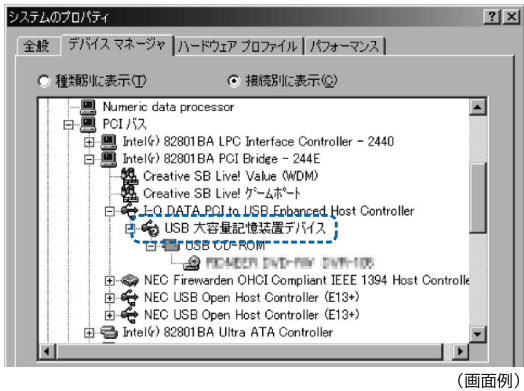 システムのプロパティ
全般 デバイス マネージャ ハードウェア プロファイル パフォーマンス
種類別に表示(T) 接続別に表示(C)
Numeric data processor
PCI バス
Intel(r) 82801BA LPC Interface Controller - 2440
Intel(r) 82801BA PCI Bridge - 244E
Creative SB Live! Value (WDM)
Creative SB Live! ゲームポート
I-O DATA PCI to USB Enhanced Host Controller
USB 大容量記憶装置デバイス
USB CD-ROM
NEC Firewarden OHCI Compliant IEEE 1394 Host Controlle
NEC USB Open Host Controller (E13+)
NEC USB Open Host Controller (E13+)
Intel(r) 82801BA Ultra ATA Controller
(画面例)